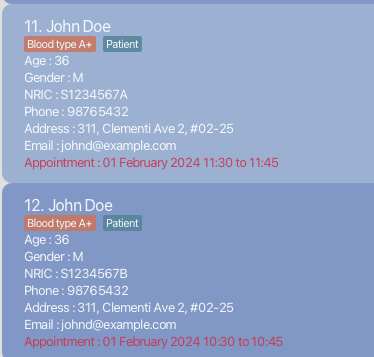 11. John Doe
Blood type A+ Patient
Age : 36
Gender : M
NRIC : S1234567A
Phone : 98765432
Address : 311, Clementi Ave 2, #02-25
Email : johnd@example.com
Appointment : 01 February 2024 11:30 to 11:45
12. John Doe
Blood type A+ Patient
Age : 36
Gender : M
NRIC : S1234567B
Phone : 98765432
Address : 311, Clementi Ave 2, #02-25
Email : johnd@example.com
Appointment : 01 February 2024 10:30 to 10:45